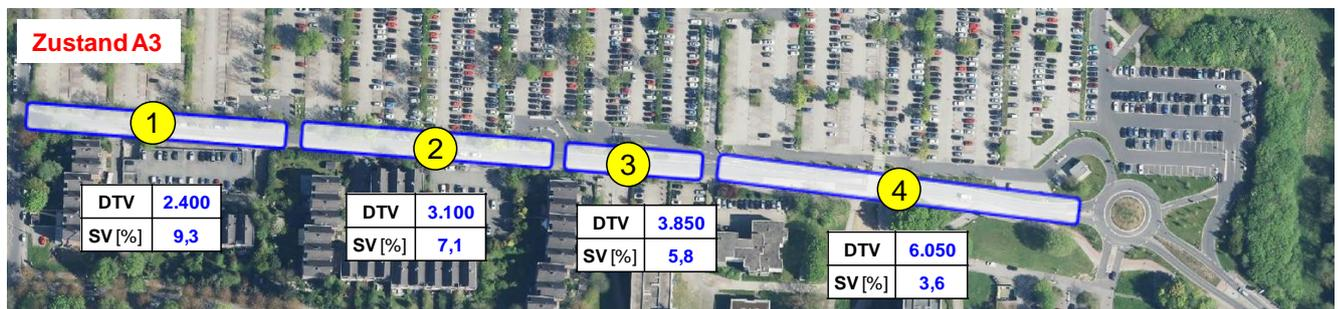 Zustand A3
1
2
3
4
DTV 2.400
SV [%] 9,3
DTV 3.100
SV [%] 7,1
DTV 3.850
SV [%] 5,8
DTV 6.050
SV [%] 3,6